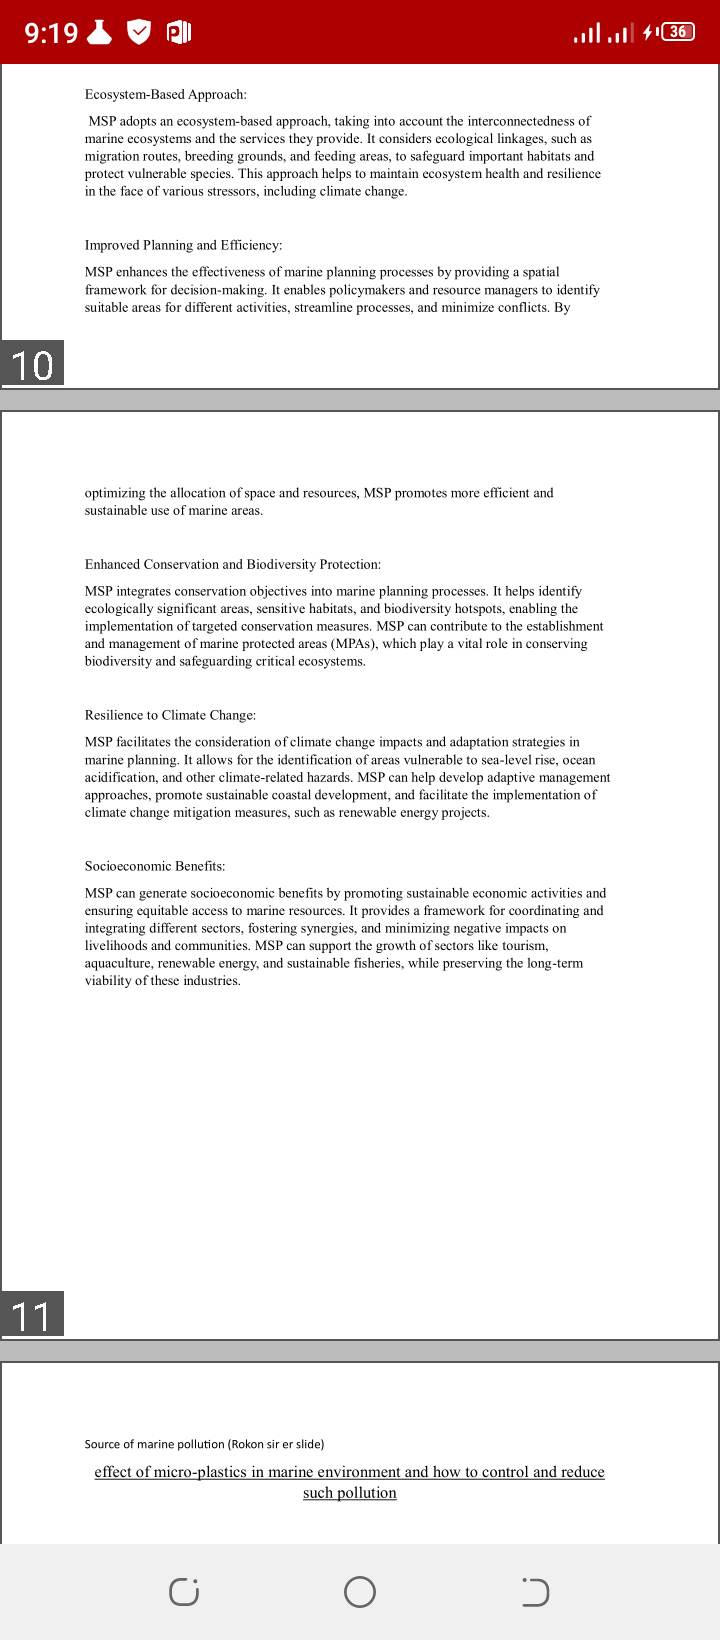 9:19
36
Ecosystem-Based Approach:
MSP adopts an ecosystem-based approach, taking into account the interconnectedness of
marine ecosystems and the services they provide. It considers ecological linkages, such as
migration routes, breeding grounds, and feeding areas, to safeguard important habitats and
protect vulnerable species. This approach helps to maintain ecosystem health and resilience
in the face of various stressors, including climate change.
Improved Planning and Efficiency:
MSP enhances the effectiveness of marine planning processes by providing a spatial
framework for decision-making. It enables policymakers and resource managers to identify
suitable areas for different activities, streamline processes, and minimize conflicts. By
10
optimizing the allocation of space and resources, MSP promotes more efficient and
sustainable use of marine areas.
Enhanced Conservation and Biodiversity Protection:
MSP integrates conservation objectives into marine planning processes. It helps identify
ecologically significant areas, sensitive habitats, and biodiversity hotspots, enabling the
implementation of targeted conservation measures. MSP can contribute to the establishment
and management of marine protected areas (MPAs), which play a vital role in conserving
biodiversity and safeguarding critical ecosystems.
Resilience to Climate Change:
MSP facilitates the consideration of climate change impacts and adaptation strategies in
marine planning. It allows for the identification of areas vulnerable to sea-level rise, ocean
acidification, and other climate-related hazards. MSP can help develop adaptive management
approaches, promote sustainable coastal development, and facilitate the implementation of
climate change mitigation measures, such as renewable energy projects.
Socioeconomic Benefits:
MSP can generate socioeconomic benefits by promoting sustainable economic activities and
ensuring equitable access to marine resources. It provides a framework for coordinating and
integrating different sectors, fostering synergies, and minimizing negative impacts on
livelihoods and communities. MSP can support the growth of sectors like tourism,
aquaculture, renewable energy, and sustainable fisheries, while preserving the long-term
viability of these industries.
11
Source of marine pollution (Rokon sir er slide)
effect of micro-plastics in marine environment and how to control and reduce
such pollution